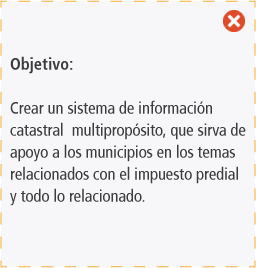 Objetivo:
Crear un sistema de información
catastral  multipropósito, que sirva de
apoyo a los municipios en los temas
relacionados con el impuesto predial
y todo lo relacionado.